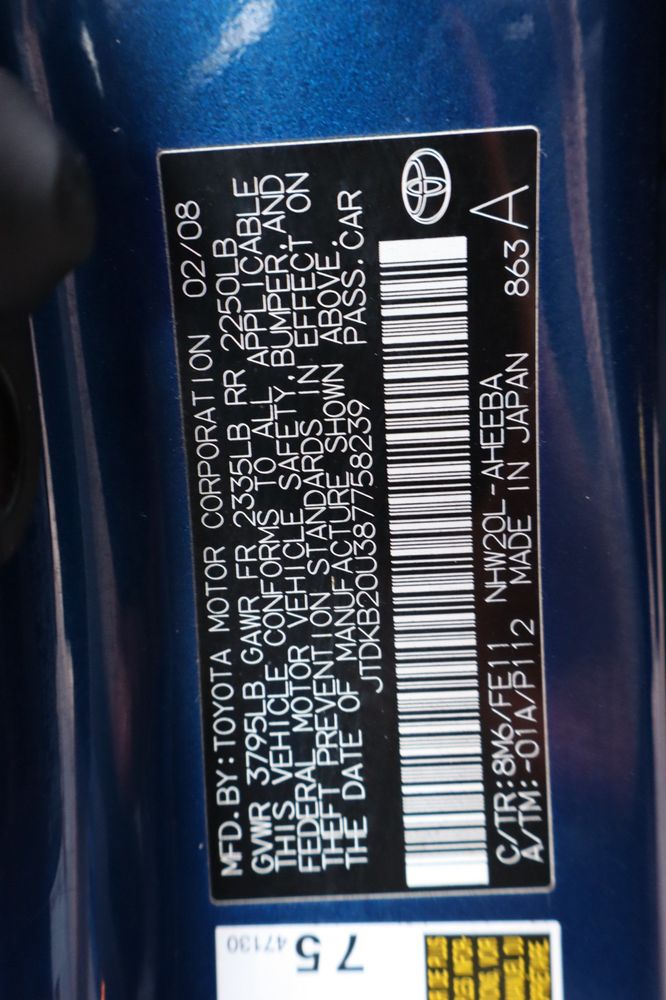 MFD. BY: TOYOTA MOTOR CORPORATION 02/08
GVWR 3795LB GAWR FR 2335LB RR 2250LB
THIS VEHICLE CONFORMS TO ALL APPLICABLE
FEDERAL MOTOR VEHICLE SAFETY, BUMPER, AND
THEFT PREVENTION STANDARDS IN EFFECT ON
THE DATE OF MANUFACTURE SHOWN ABOVE.
JTDKB20U387758239 PASS. CAR
C/TR: 8M6/FE11 NHW20L-AHEEBA 863 A
A/TM: -01A/P112 MADE IN JAPAN
75
47130